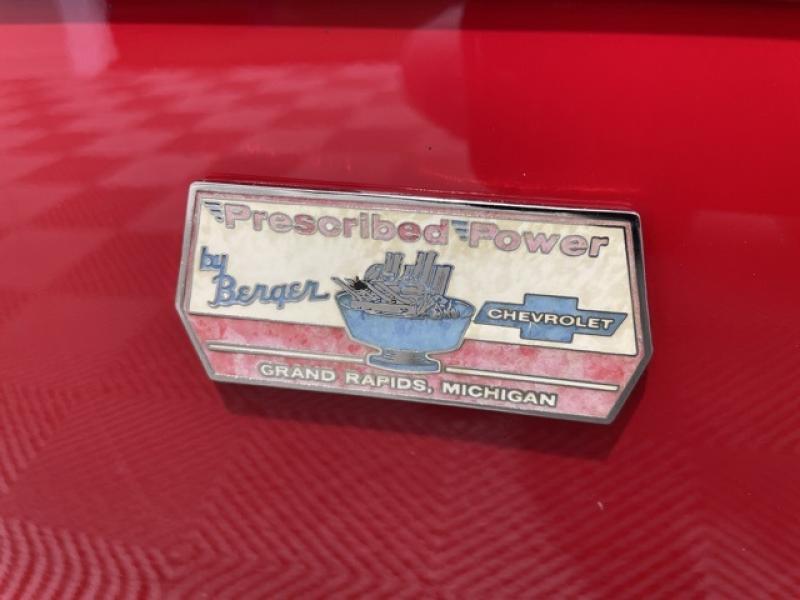 Prescribed Power
by
Berger
CHEVROLET
GRAND RAPIDS, MICHIGAN